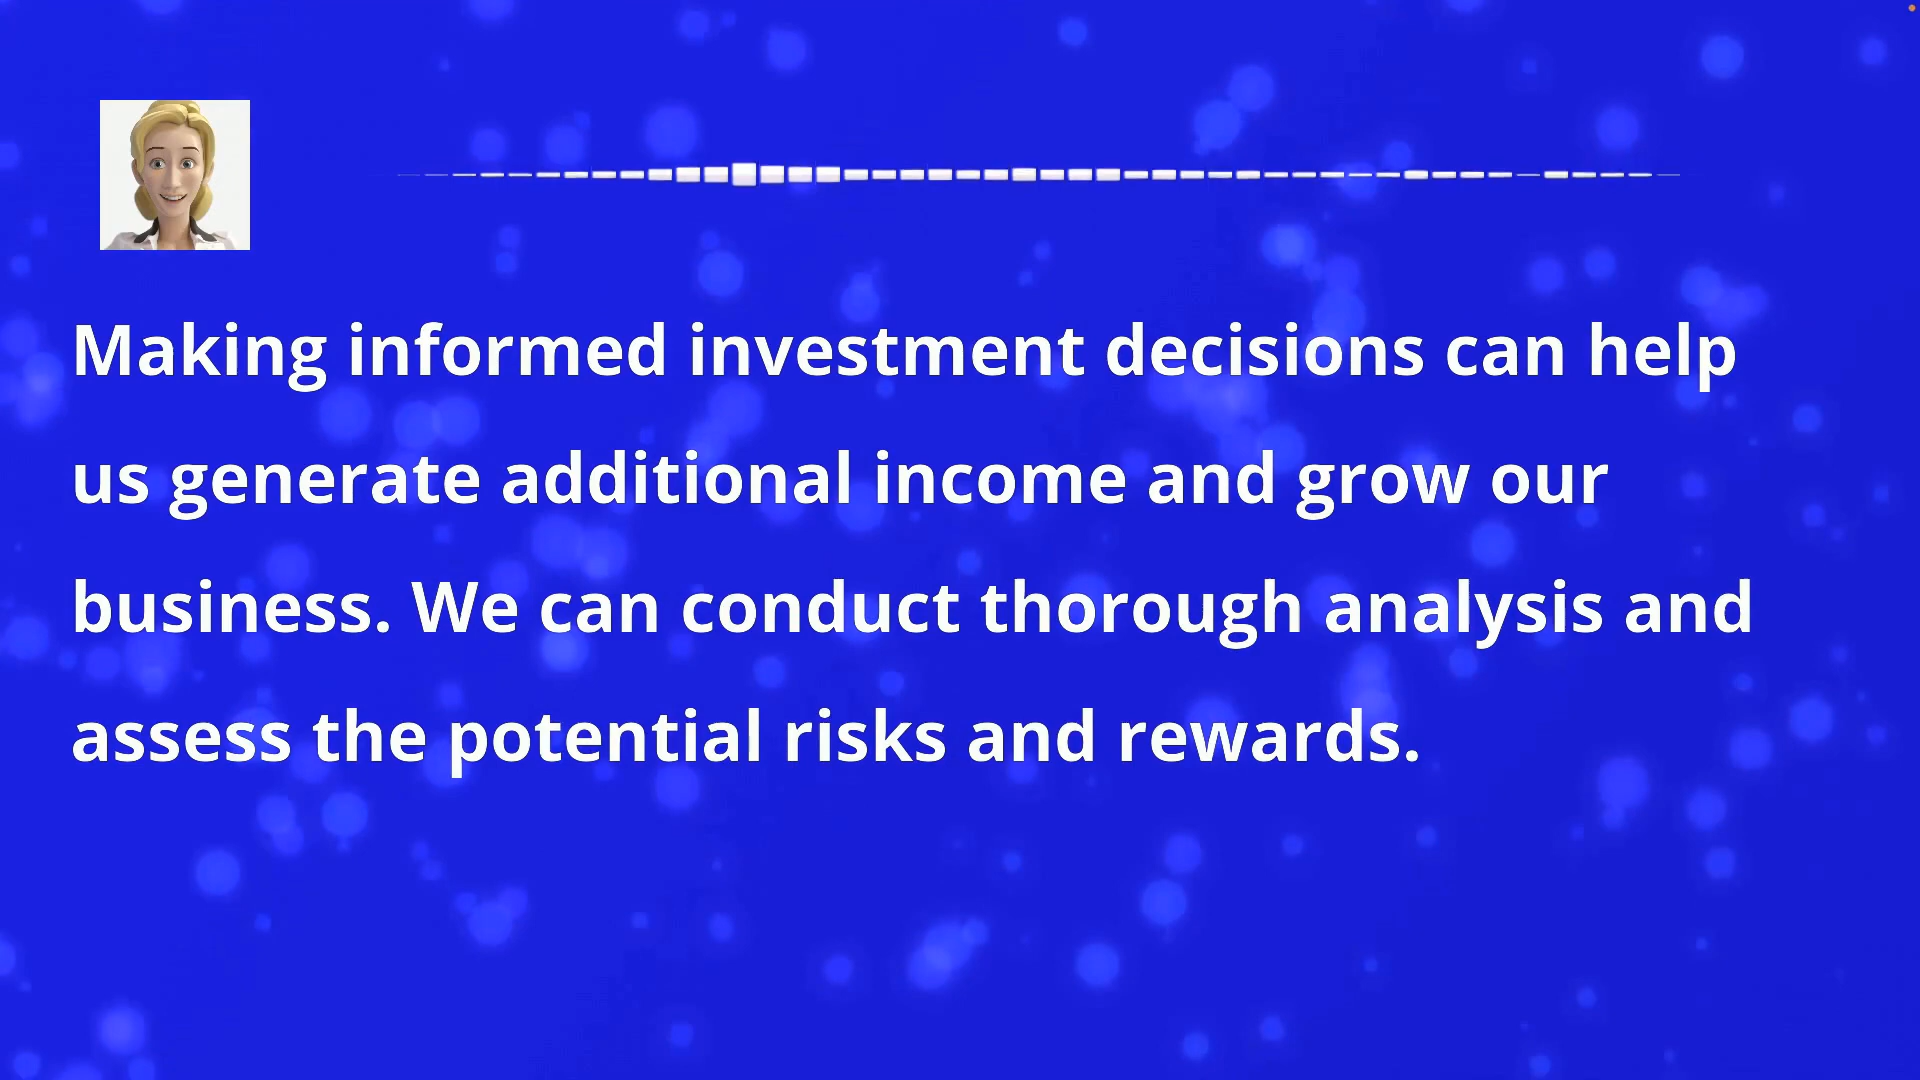 Making informed investment decisions can help
us generate additional income and grow our
business. We can conduct thorough analysis and
assess the potential risks and rewards.